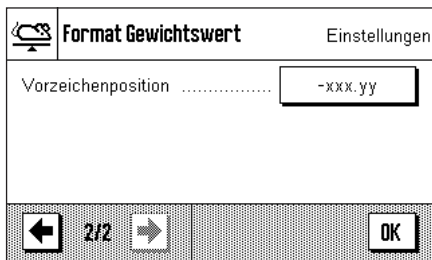 Format Gewichtswert Einstellungen
Vorzeichenposition ................. -xxx.yy
2/2 OK